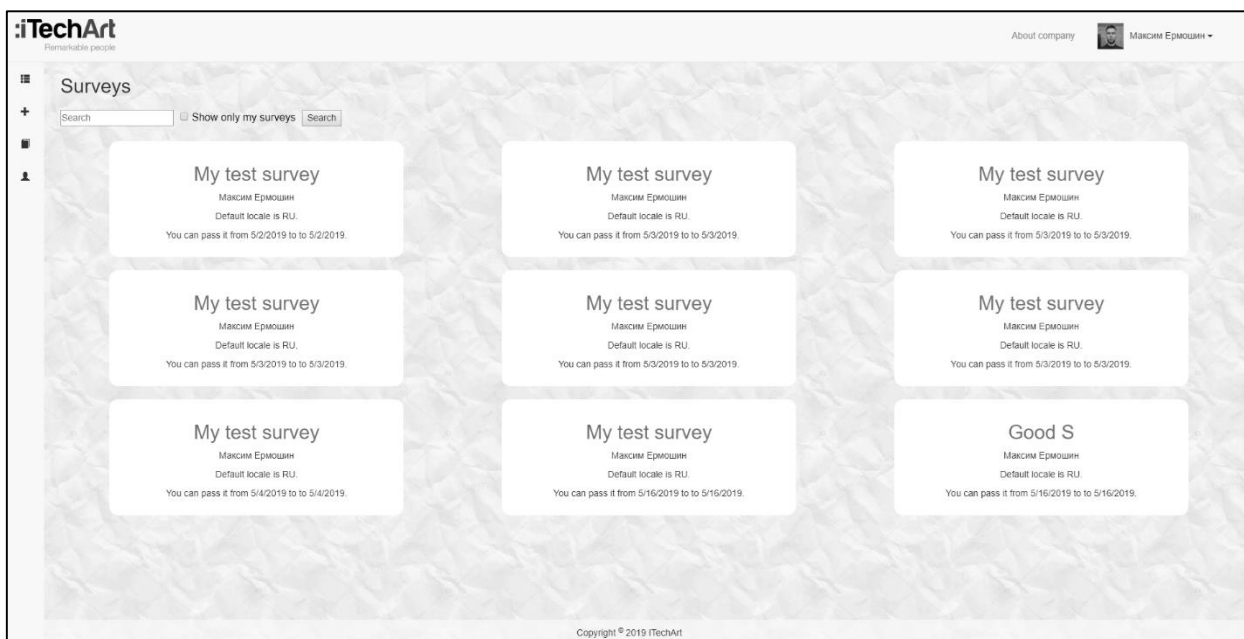 :iTechArt
Remarkable people
About company
Максим Ермошин
Surveys
Search
Show only my surveys
Search
My test survey
Максим Ермошин
Default locale is RU.
You can pass it from 5/2/2019 to to 5/2/2019.
My test survey
Максим Ермошин
Default locale is RU.
You can pass it from 5/3/2019 to to 5/3/2019.
My test survey
Максим Ермошин
Default locale is RU.
You can pass it from 5/3/2019 to to 5/3/2019.
My test survey
Максим Ермошин
Default locale is RU.
You can pass it from 5/3/2019 to to 5/3/2019.
My test survey
Максим Ермошин
Default locale is RU.
You can pass it from 5/3/2019 to to 5/3/2019.
My test survey
Максим Ермошин
Default locale is RU.
You can pass it from 5/3/2019 to to 5/3/2019.
My test survey
Максим Ермошин
Default locale is RU.
You can pass it from 5/4/2019 to to 5/4/2019.
My test survey
Максим Ермошин
Default locale is RU.
You can pass it from 5/16/2019 to to 5/16/2019.
Good S
Максим Ермошин
Default locale is RU.
You can pass it from 5/16/2019 to to 5/16/2019.
Copyright © 2019 ITechArt